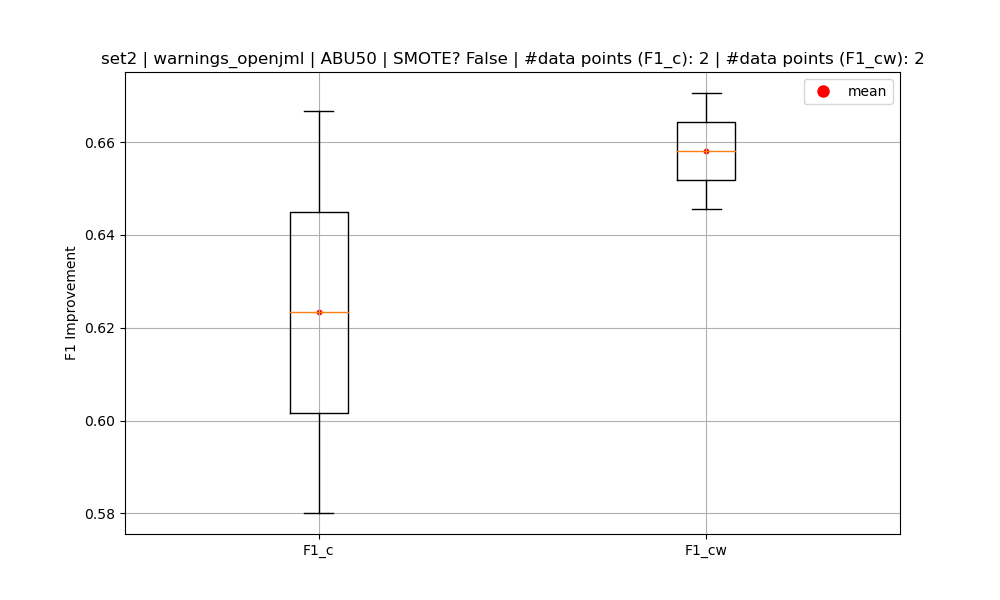 set2 | warnings_openjml | ABU50 | SMOTE? False | #data points (F1_c): 2 | #data points (F1_cw): 2
mean
0.66
0.64
0.62
0.60
0.58
F1 Improvement
F1_c
F1_cw